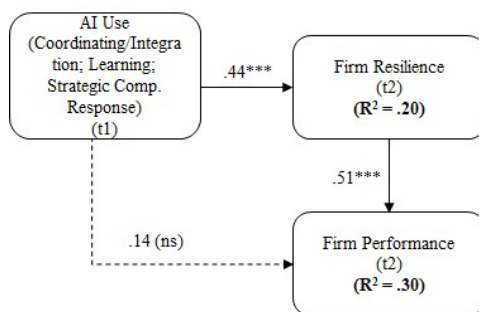 AI Use
(Coordinating/Integra
tion; Learning;
Strategic Comp.
Response)
(t1)
.44***
Firm Resilience
(t2)
(R² = .20)
.51***
.14 (ns)
Firm Performance
(t2)
(R² = .30)